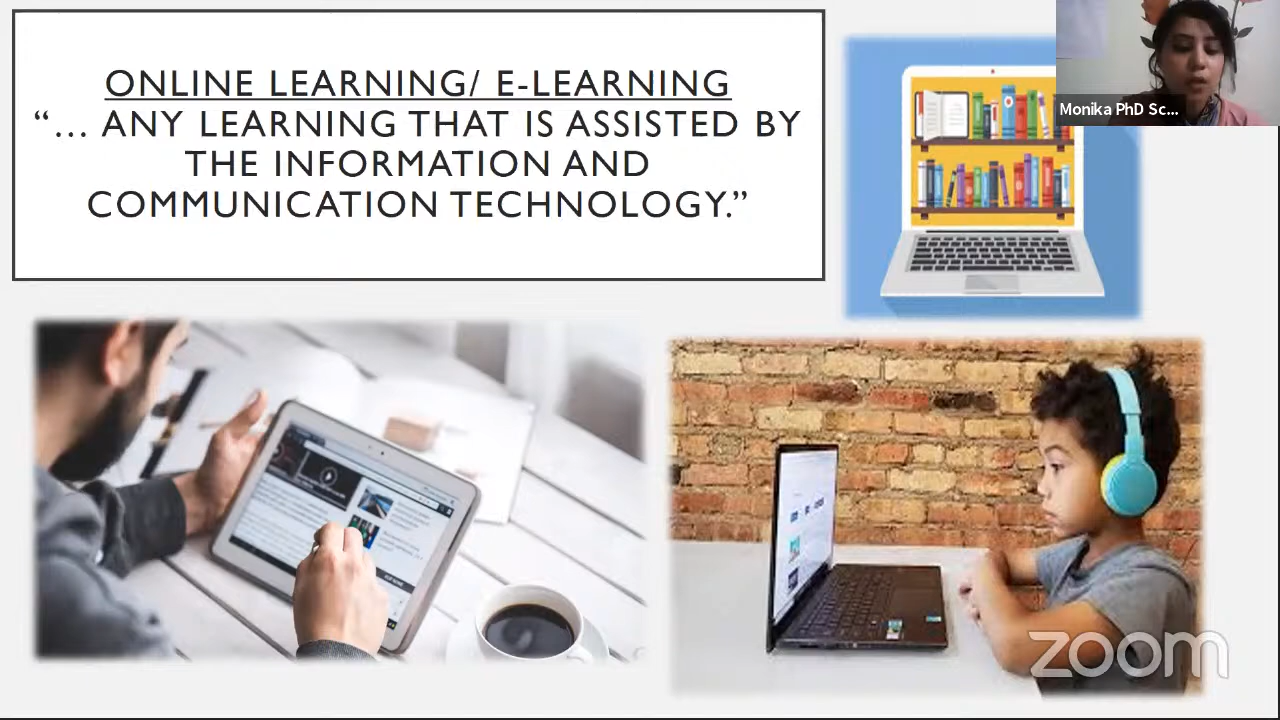 ONLINE LEARNING/ E-LEARNING
“… ANY LEARNING THAT IS ASSISTED BY
THE INFORMATION AND
COMMUNICATION TECHNOLOGY.”
Monika PhD Sc...
zoom